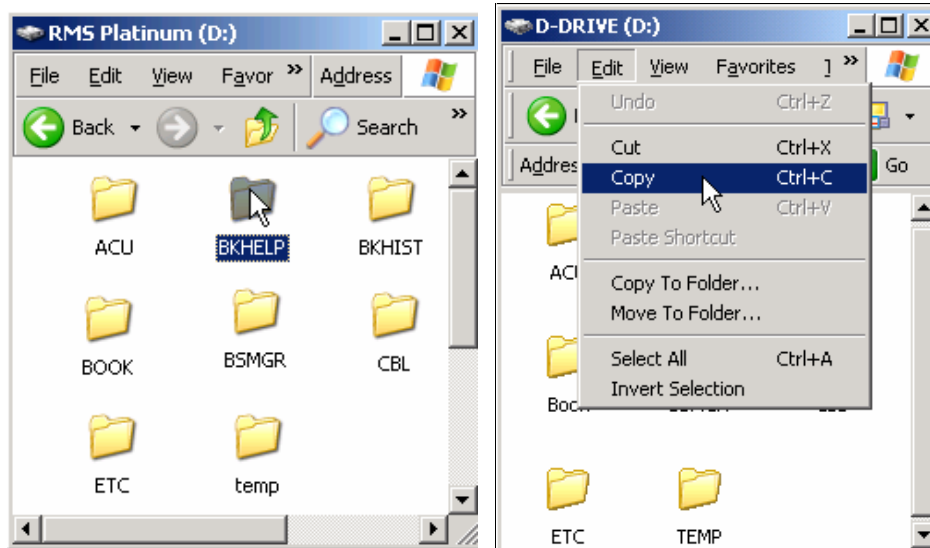 RMS Platinum (D:)
File Edit View Favor » Address
Back Search »
ACU BKHELP BKHIST
BOOK BSMGR CBL
ETC temp
D-DRIVE (D:)
File Edit View Favorites »
Undo Ctrl+Z
Cut Ctrl+X
Addres Go
Copy Ctrl+C
Paste Ctrl+V
Paste Shortcut
Copy To Folder...
Move To Folder...
Select All Ctrl+A
Invert Selection
ETC TEMP